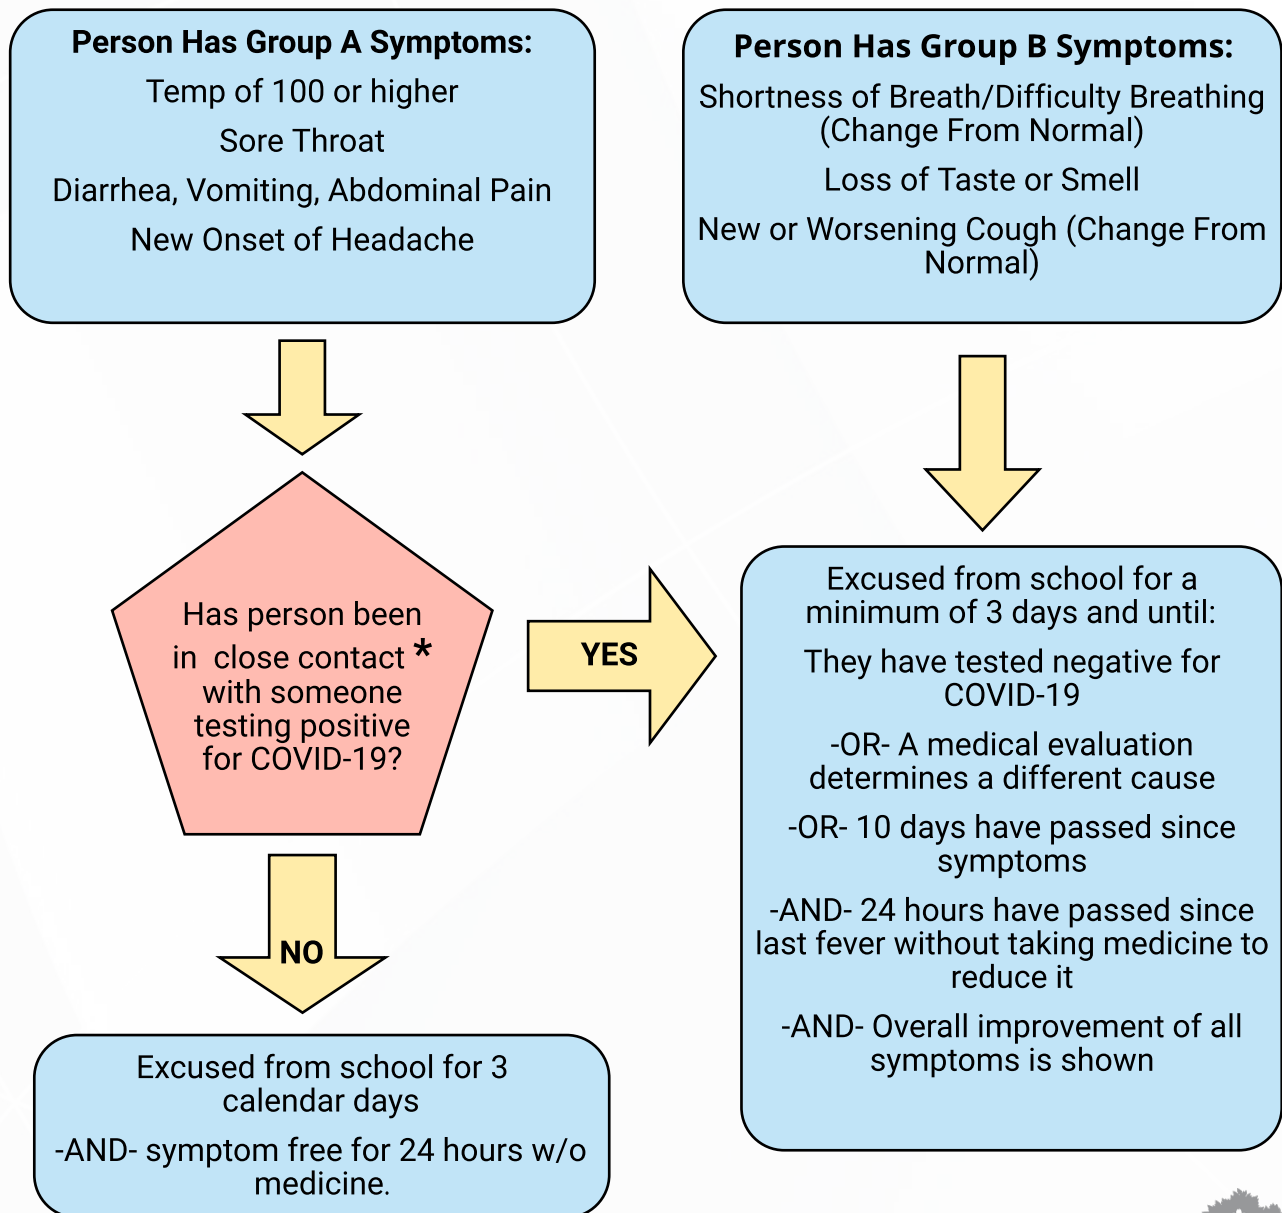 Person Has Group A Symptoms:
Temp of 100 or higher
Sore Throat
Diarrhea, Vomiting, Abdominal Pain
New Onset of Headache
Person Has Group B Symptoms:
Shortness of Breath/Difficulty Breathing
(Change From Normal)
Loss of Taste or Smell
New or Worsening Cough (Change From
Normal)
Has person been
in close contact *
with someone
testing positive
for COVID-19?
YES
Excused from school for a
minimum of 3 days and until:
They have tested negative for
COVID-19
-OR- A medical evaluation
determines a different cause
-OR- 10 days have passed since
symptoms
-AND- 24 hours have passed since
last fever without taking medicine to
reduce it
-AND- Overall improvement of all
symptoms is shown
NO
Excused from school for 3
calendar days
-AND- symptom free for 24 hours w/o
medicine.